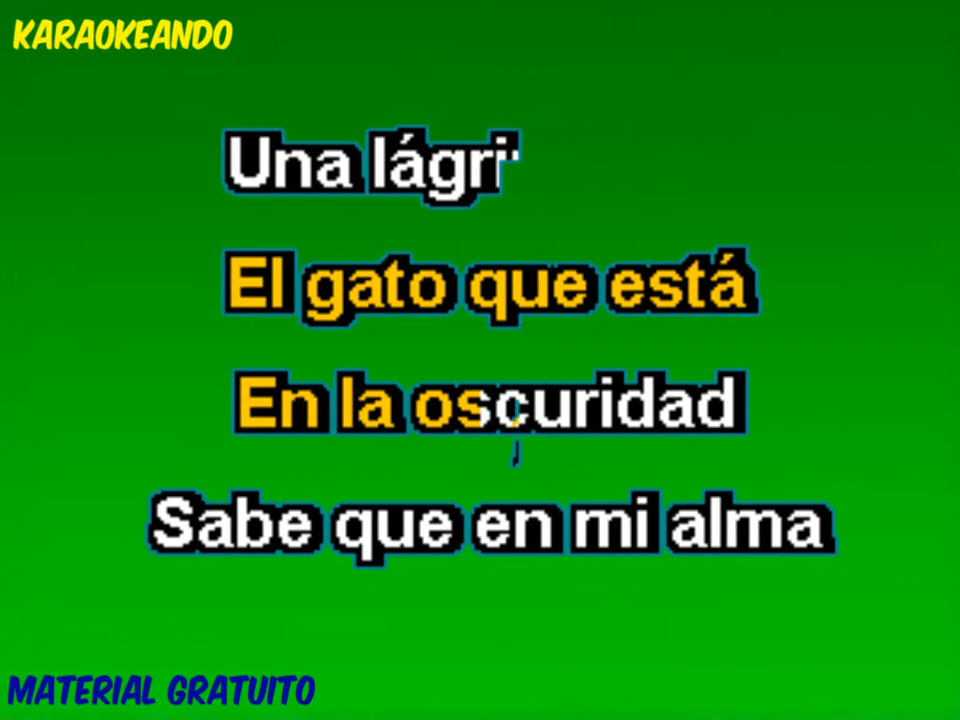 KARAOKEANDO
Una lágri
El gato que está
En la oscuridad
Sabe que en mi alma
MATERIAL GRATUITO